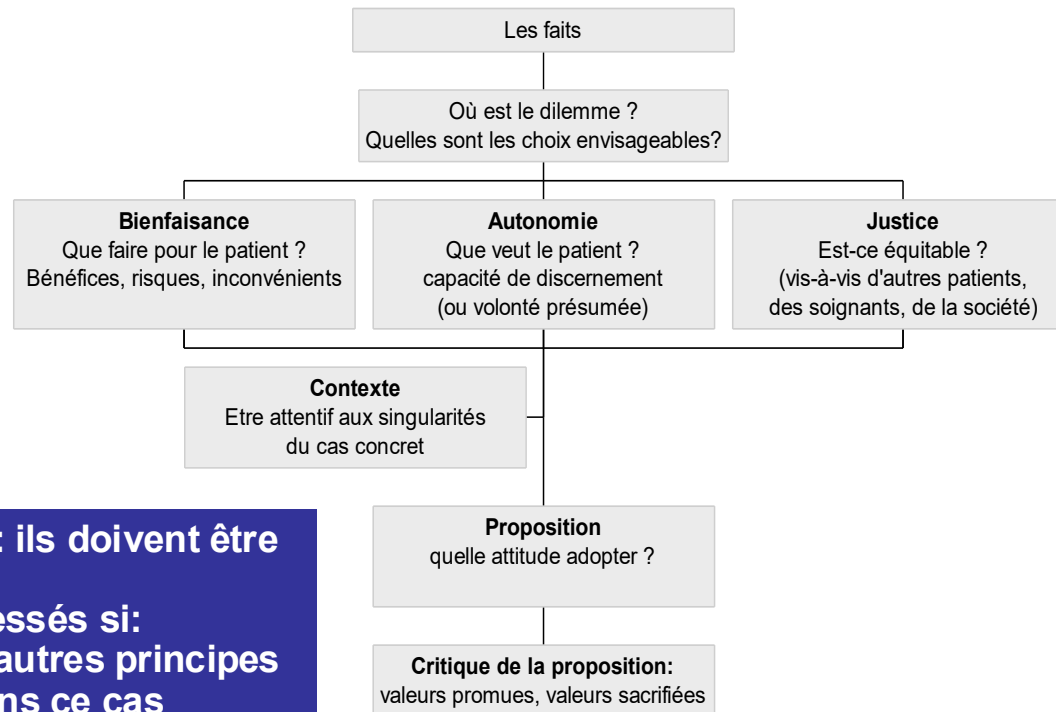 Les faits
Où est le dilemme ?
Quelles sont les choix envisageables?
Bienfaisance
Que faire pour le patient ?
Bénéfices, risques, inconvénients
Autonomie
Que veut le patient ?
capacité de discernement
(ou volonté présumée)
Justice
Est-ce équitable ?
(vis-à-vis d'autres patients,
des soignants, de la société)
Contexte
Etre attentif aux singularités
du cas concret
Proposition
quelle attitude adopter ?
Critique de la proposition:
valeurs promues, valeurs sacrifiées
: ils doivent être
si:
autres principes
ce cas